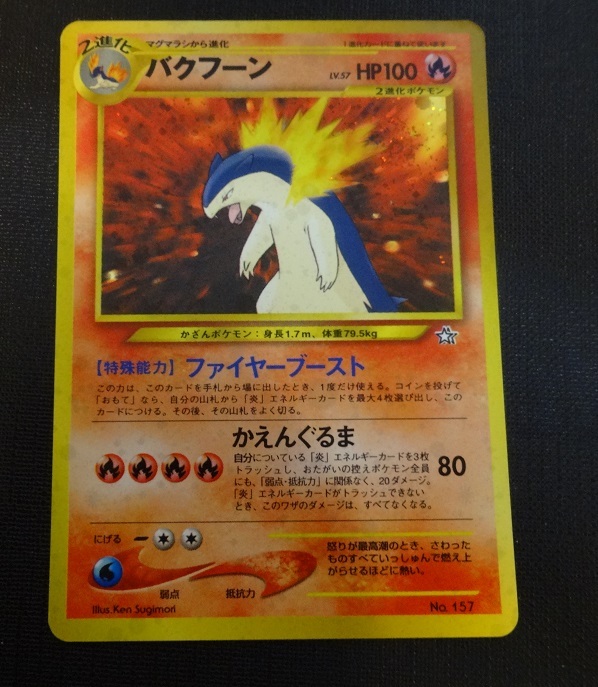 2進化
マグマラシから進化
1進化カードに重ねて使います
バクフーン
LV.57 HP100
2進化ポケモン
かざんポケモン：身長1.7m、体重79.5kg
【特殊能力】ファイヤーブースト
この力は、このカードを手札から場に出したとき、1度だけ使える。コインを投げて
「おもて」なら、自分の山札から「炎」エネルギーカードを最大4枚選び出し、この
カードにつける。その後、その山札をよく切る。
かえんぐるま
自分についている「炎」エネルギーカードを3枚
トラッシュし、おたがいの控えポケモン全員
にも、「弱点・抵抗力」に関係なく、20ダメージ。
「炎」エネルギーカードがトラッシュできない
とき、このワザのダメージは、すべてなくなる。
80
にげる
弱点
抵抗力
怒りが最高潮のとき、さわった
ものすべていっしゅんで燃え上
がらせるほどに熱い。
Illus.Ken Sugimori
No. 157